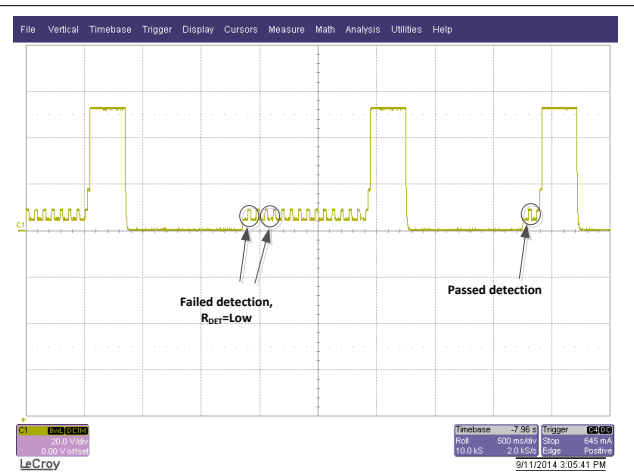 File Vertical Timebase Trigger Display Cursors Measure Math Analysis Utilities Help
C1
Failed detection,
R_DET=Low
Passed detection
C1 BwL DC1M
20.0 V/div
0.00 V offset
Timebase -7.96 s
Roll 500 ms/div
10.0 kS 2.0 kS/s
Trigger C4 DC
Stop 645 mA
Edge Positive
LeCroy
9/11/2014 3:05:41 PM